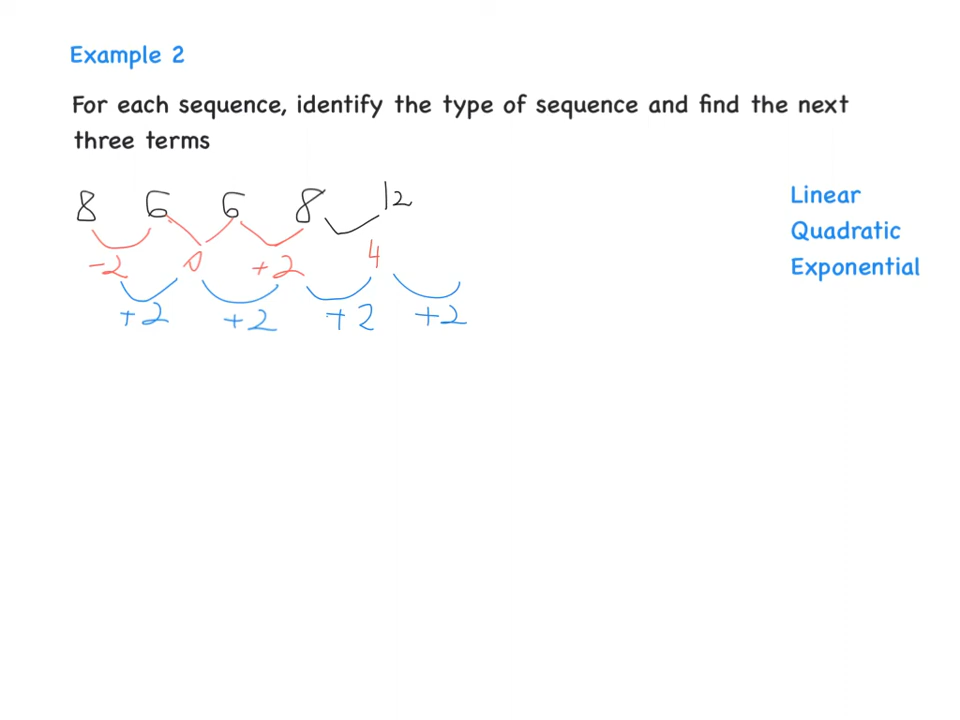 Example 2
For each sequence, identify the type of sequence and find the next
three terms
8 6 6 8 12
Linear
Quadratic
Exponential
-2 0 +2 4
+2 +2 +2 +2